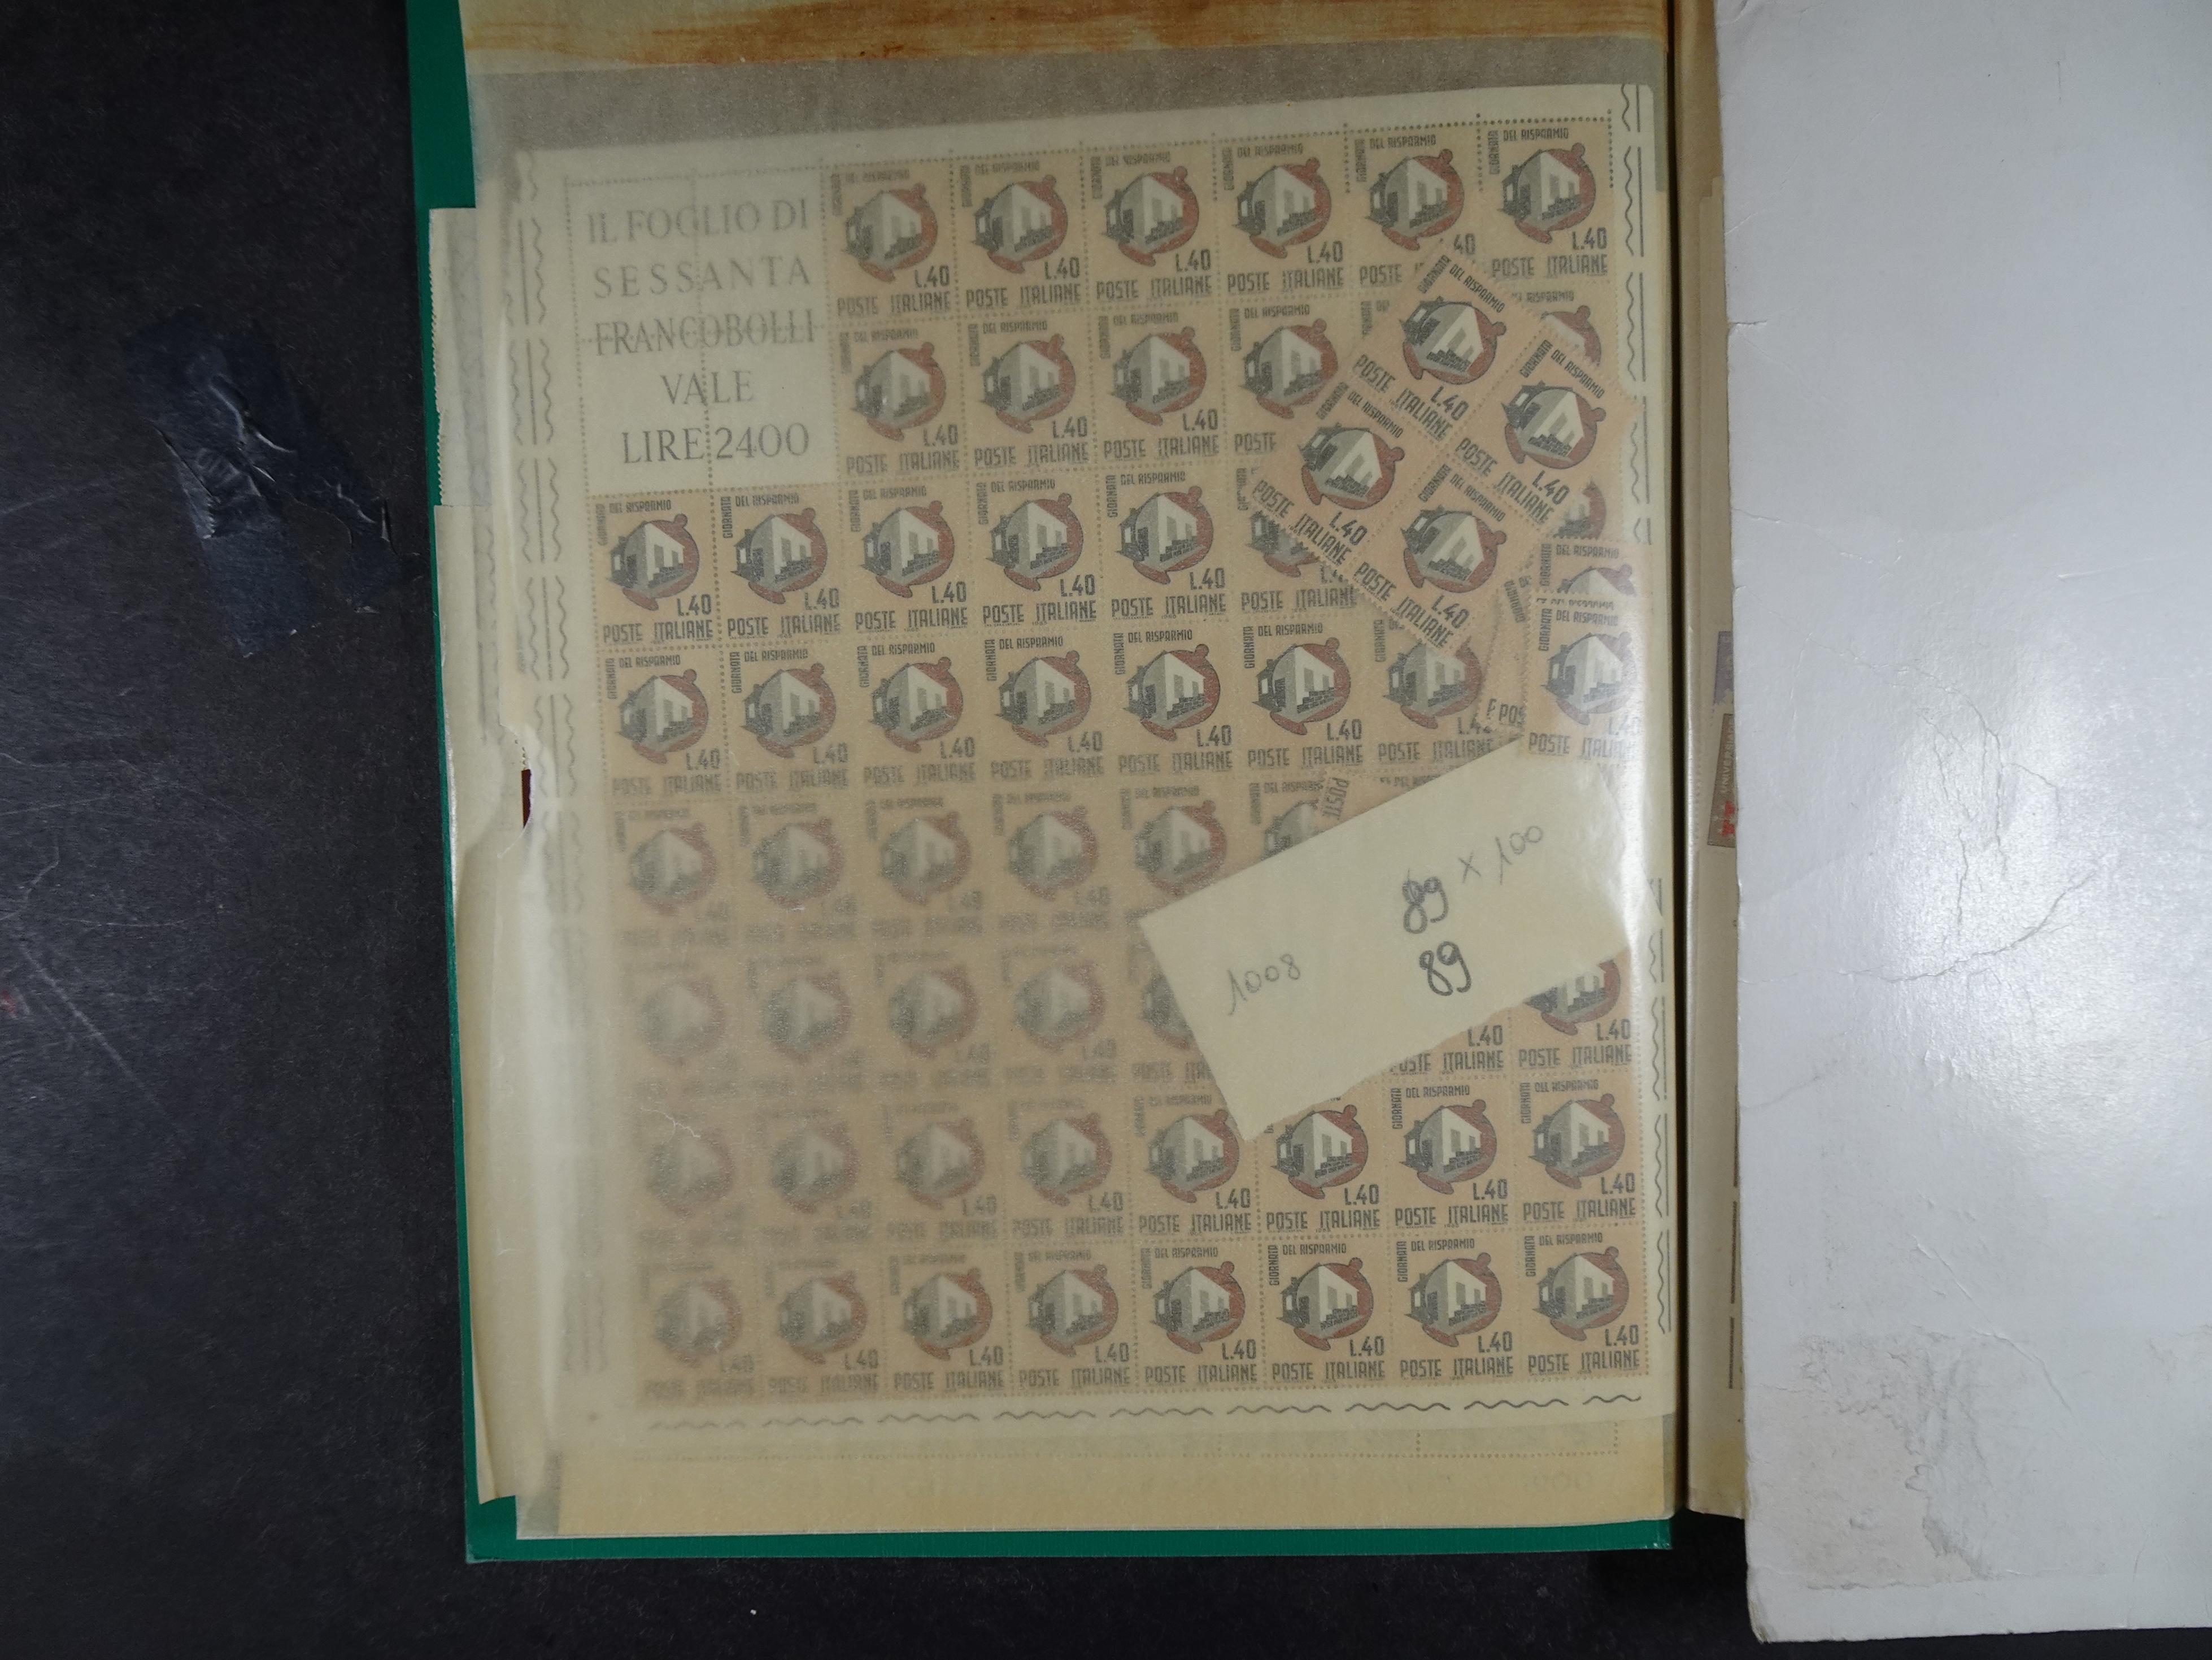 IL FOGLIO DI
SESSANTA
FRANCOBOLLI
VALE
LIRE 2400
GIORNATA DEL RISPARMIO
L.40
POSTE ITALIANE
89 x 100
1008
89